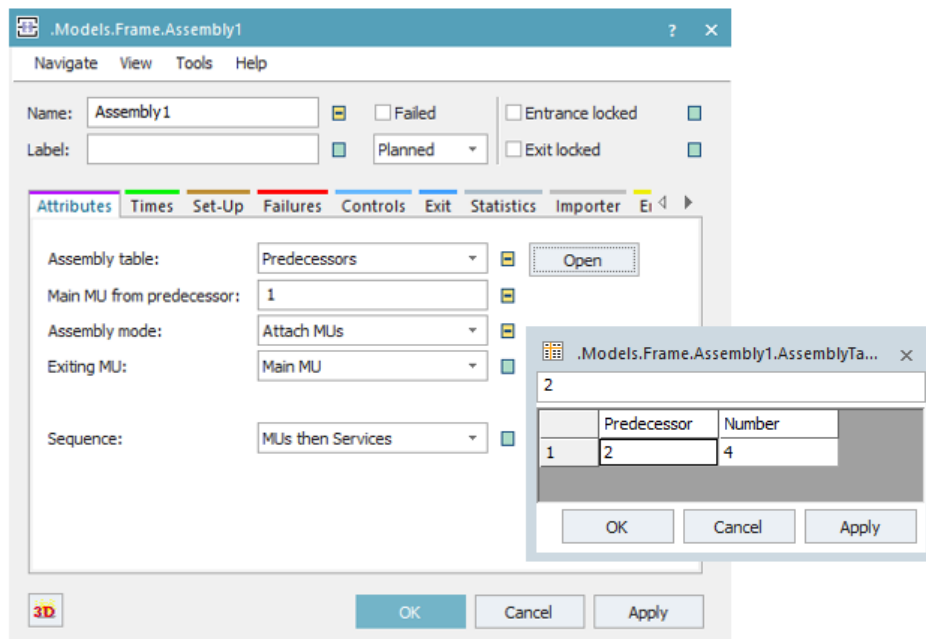 .Models.Frame.Assembly1 ? ×
Navigate View Tools Help
Name: Assembly1 Failed Entrance locked
Label: Planned Exit locked
Attributes Times Set-Up Failures Controls Exit Statistics Importer
Assembly table: Predecessors Open
Main MU from predecessor: 1
Assembly mode: Attach MUs
Exiting MU: Main MU
Sequence: MUs then Services
.Models.Frame.Assembly1.AssemblyTa... ×
2
Predecessor Number
1 2 4
OK Cancel Apply
3D OK Cancel Apply